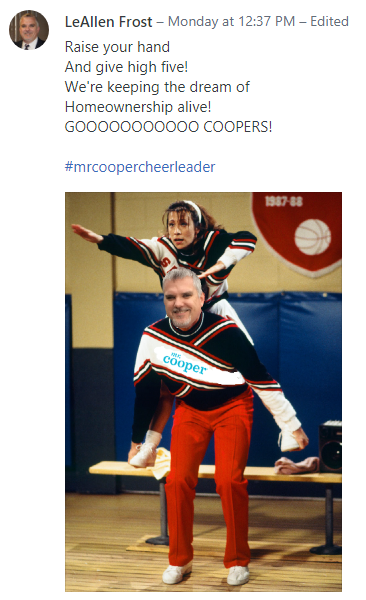 LeAllen Frost – Monday at 12:37 PM – Edited
Raise your hand
And give high five!
We're keeping the dream of
Homeownership alive!
GOOOOOOOOOOO COOPERS!
#mrcoopercheerleader
1987-88
S
mr.
cooper